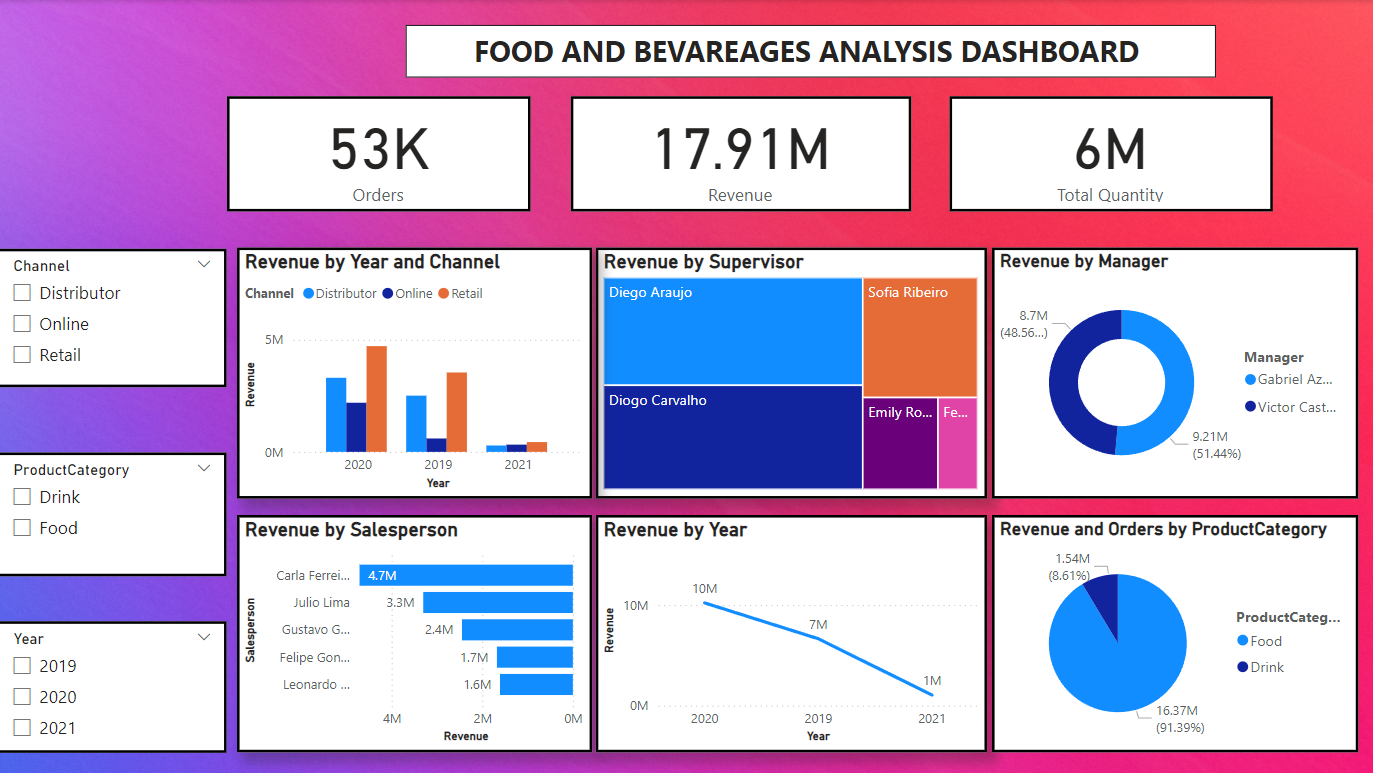 FOOD AND BEVAREAGES ANALYSIS DASHBOARD
53K
Orders
17.91M
Revenue
6M
Total Quantity
Channel
Distributor
Online
Retail
ProductCategory
Drink
Food
Year
2019
2020
2021
Revenue by Year and Channel
Channel Distributor Online Retail
5M
0M
Revenue
2020 2019 2021
Year
Revenue by Supervisor
Diego Araujo
Sofia Ribeiro
Diogo Carvalho
Emily Ro...
Fe...
Revenue by Manager
8.7M
(48.56...)
9.21M
(51.44%)
Manager
Gabriel Az...
Victor Cast...
Revenue by Salesperson
Salesperson
Carla Ferrei... 4.7M
Julio Lima 3.3M
Gustavo G... 2.4M
Felipe Gon... 1.7M
Leonardo ... 1.6M
4M 2M 0M
Revenue
Revenue by Year
Revenue
10M
0M
10M
7M
1M
2020 2019 2021
Year
Revenue and Orders by ProductCategory
1.54M
(8.61%)
16.37M
(91.39%)
ProductCateg...
Food
Drink